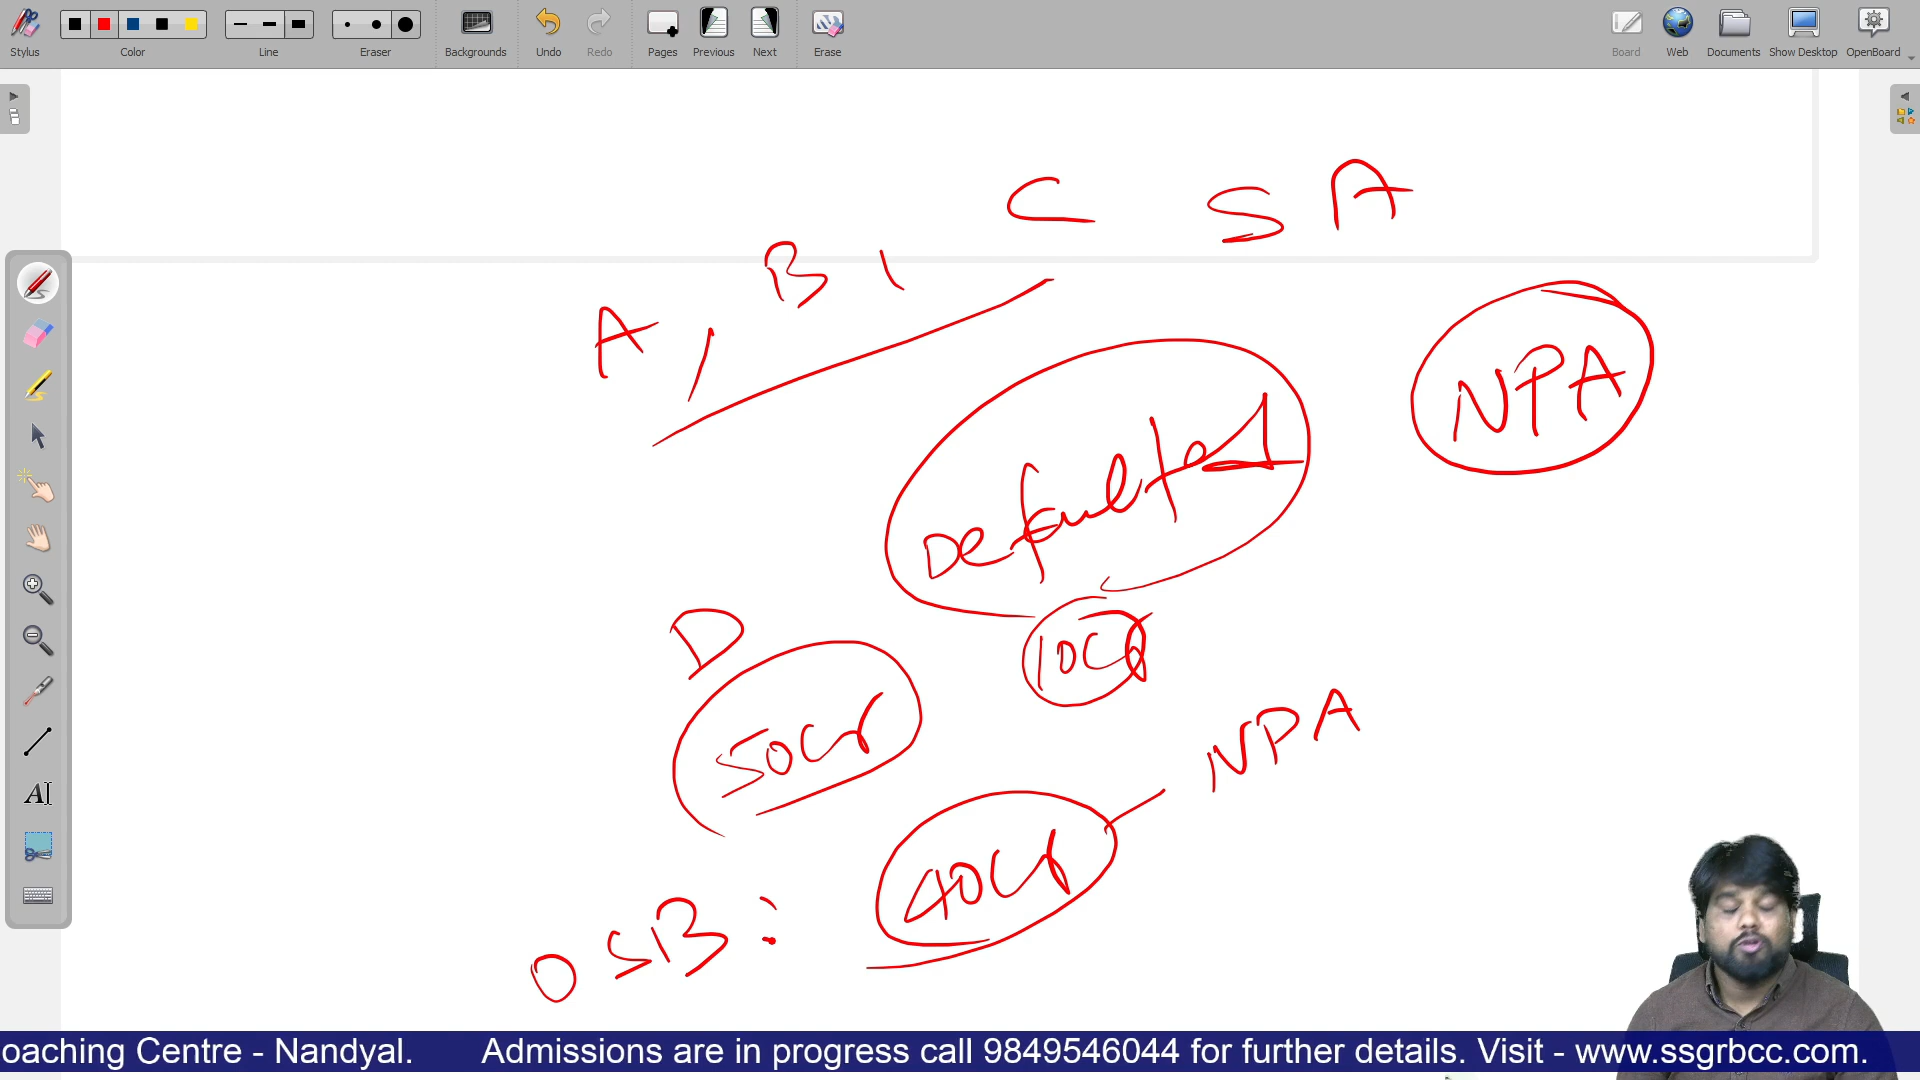 Stylus
Color
Line
Eraser
Backgrounds
Undo
Redo
Pages
Previous
Next
Erase
Board
Web
Documents
Show Desktop
OpenBoard
C S A
A, B,
NPA
Defaulted
D
10Cr
50Cr
NPA
40Cr
OSB :
oaching Centre - Nandyal. Admissions are in progress call 9849546044 for further details. Visit - www.ssgrbcc.com.